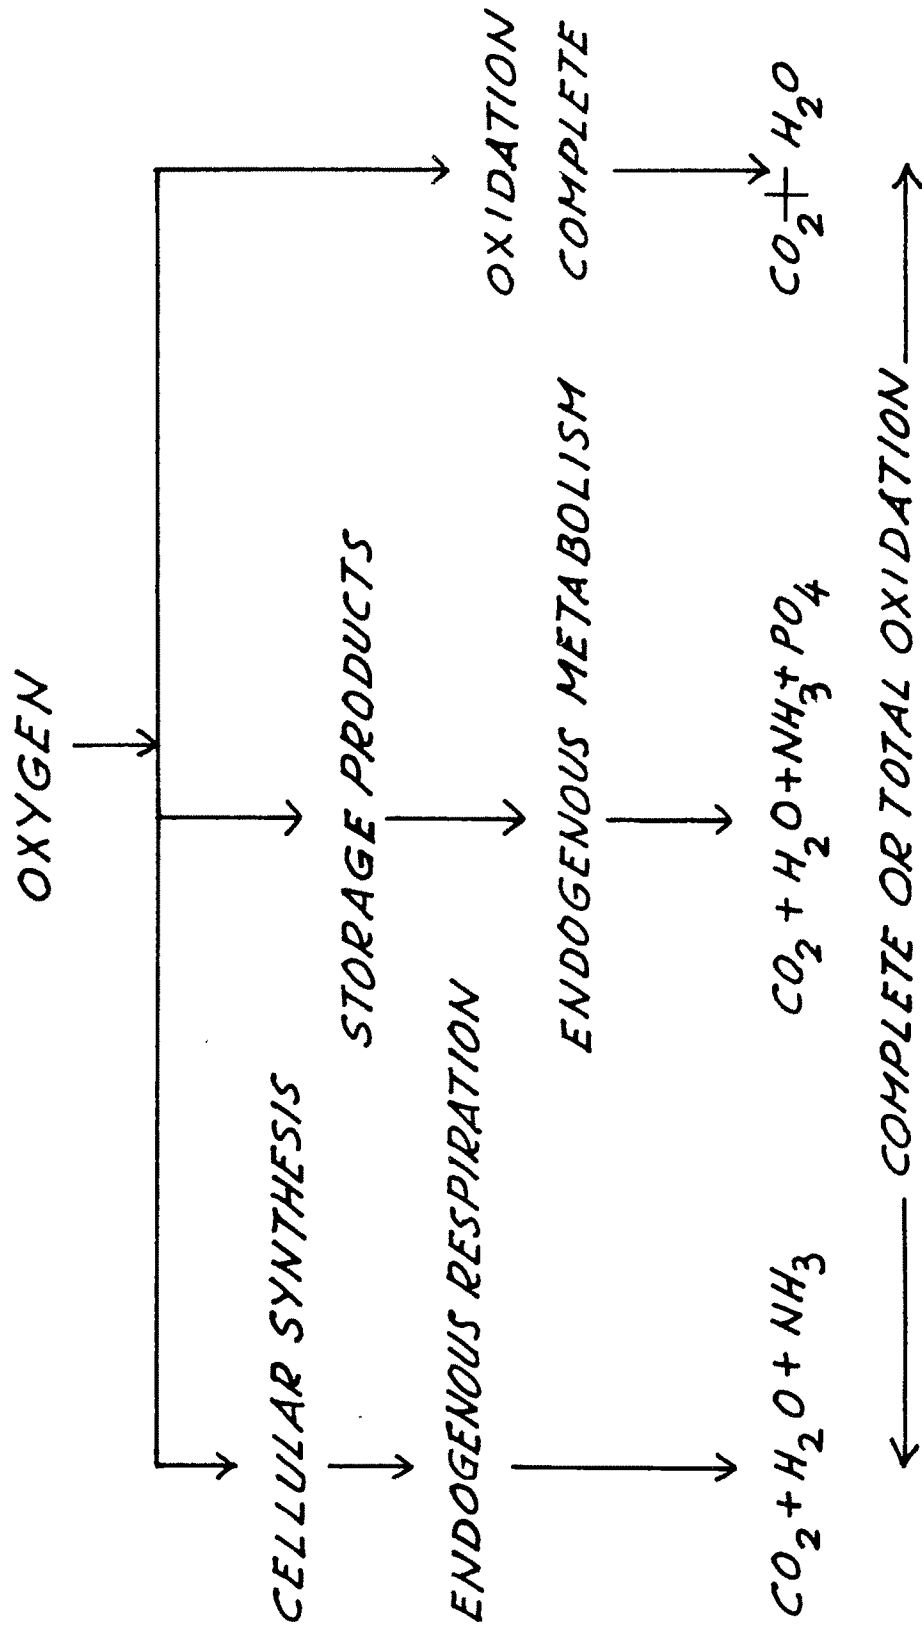 OXYGEN
CELLULAR SYNTHESIS
ENDOGENOUS RESPIRATION
CO2 + H2O + NH3
STORAGE PRODUCTS
ENDOGENOUS METABOLISM
CO2 + H2O + NH3 + PO4
OXIDATION
COMPLETE
CO2 + H2O
COMPLETE OR TOTAL OXIDATION